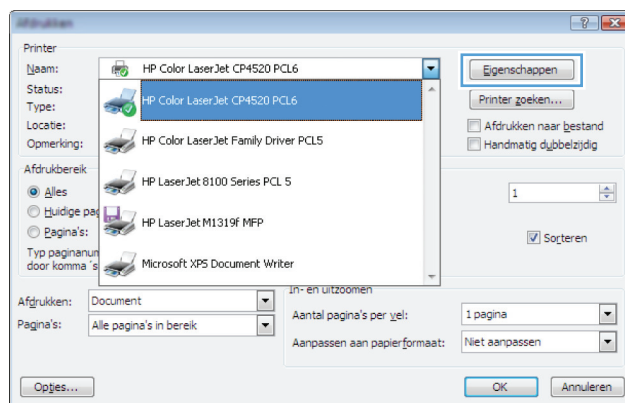 Afdrukken
Printer
Naam: HP Color LaserJet CP4520 PCL6 Eigenschappen
Status: HP Color LaserJet CP4520 PCL6 Printer zoeken...
Type:
Locatie: HP Color LaserJet Family Driver PCL5 Afdrukken naar bestand
Opmerking: Handmatig dubbelzijdig
Afdrukbereik HP LaserJet 8100 Series PCL 5
Alles 1
Huidige pag HP LaserJet M1319f MFP
Pagina's: Sorteren
Typ paginanum
door komma 's Microsoft XPS Document Writer
In- en uitzoomen
Afdrukken: Document Aantal pagina's per vel: 1 pagina
Pagina's: Alle pagina's in bereik Aanpassen aan papierformaat: Niet aanpassen
Opties... OK Annuleren